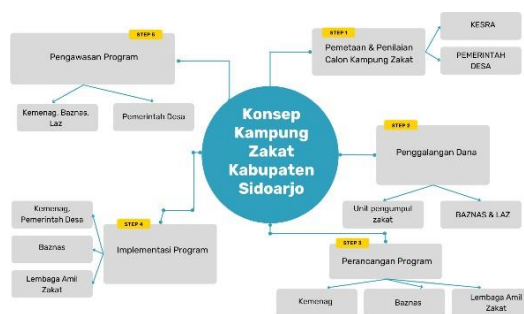 Konsep
Kampung
Zakat
Kabupaten
Sidoarjo
STEP 1
Pemetaan & Penilaian
Calon Kampung Zakat
KESRA
PEMERINTAH
DESA
STEP 2
Penggalangan Dana
Unit pengumpul
zakat
BAZNAS & LAZ
STEP 3
Perancangan Program
Kemenag
Baznas
Lembaga Amil
Zakat
STEP 4
Implementasi Program
Kemenag,
Pemerintah Desa
Baznas
Lembaga Amil
Zakat
STEP 5
Pengawasan Program
Kemenag, Baznas,
Laz
Pemerintah Desa